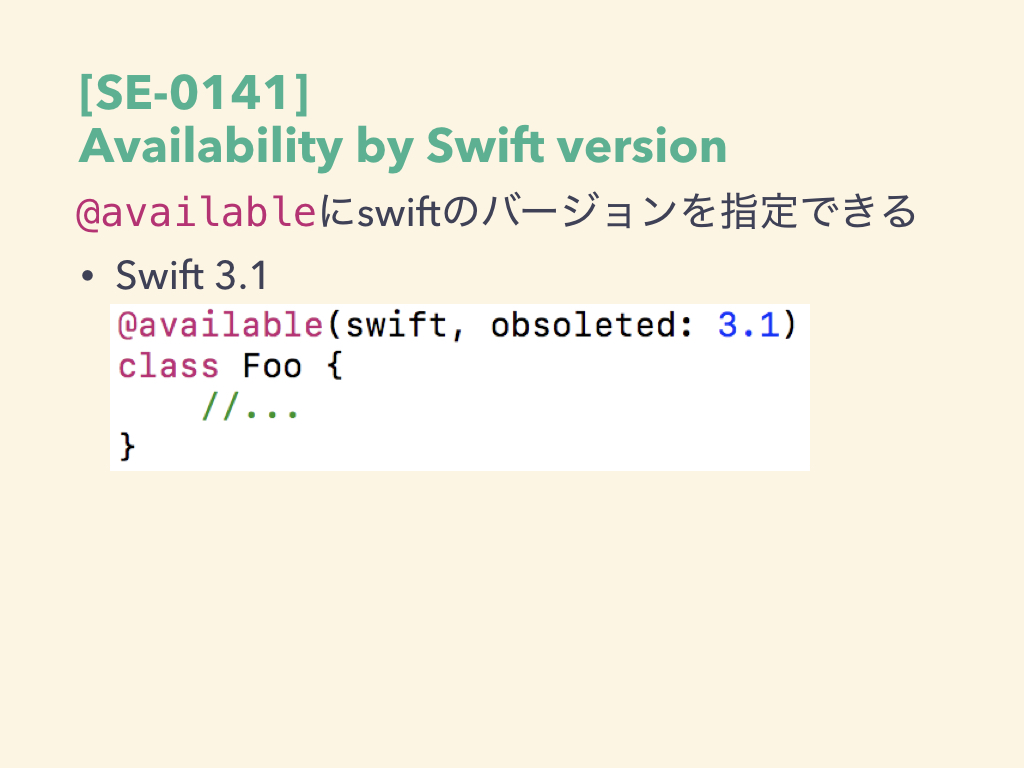 [SE-0141]
Availability by Swift version
@availableにswiftのバージョンを指定できる
• Swift 3.1
@available(swift, obsoleted: 3.1)
class Foo {
    //...
}